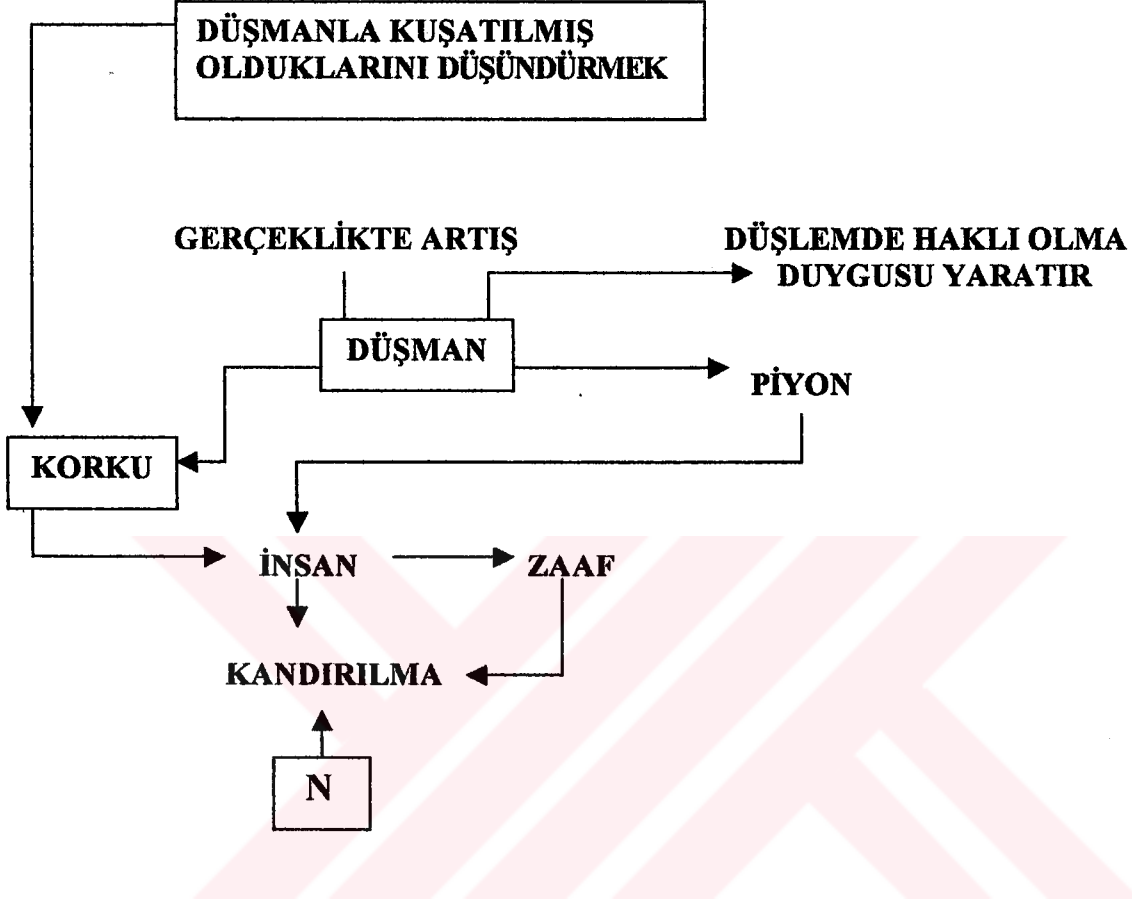 DÜŞMANLA KUŞATILMIŞ
OLDUKLARINI DÜŞÜNDÜRMEK
GERÇEKLİKTE ARTIŞ
DÜŞLEMDE HAKLI OLMA
DUYGUSU YARATIR
DÜŞMAN
PİYON
KORKU
İNSAN
ZAAF
KANDIRILMA
N